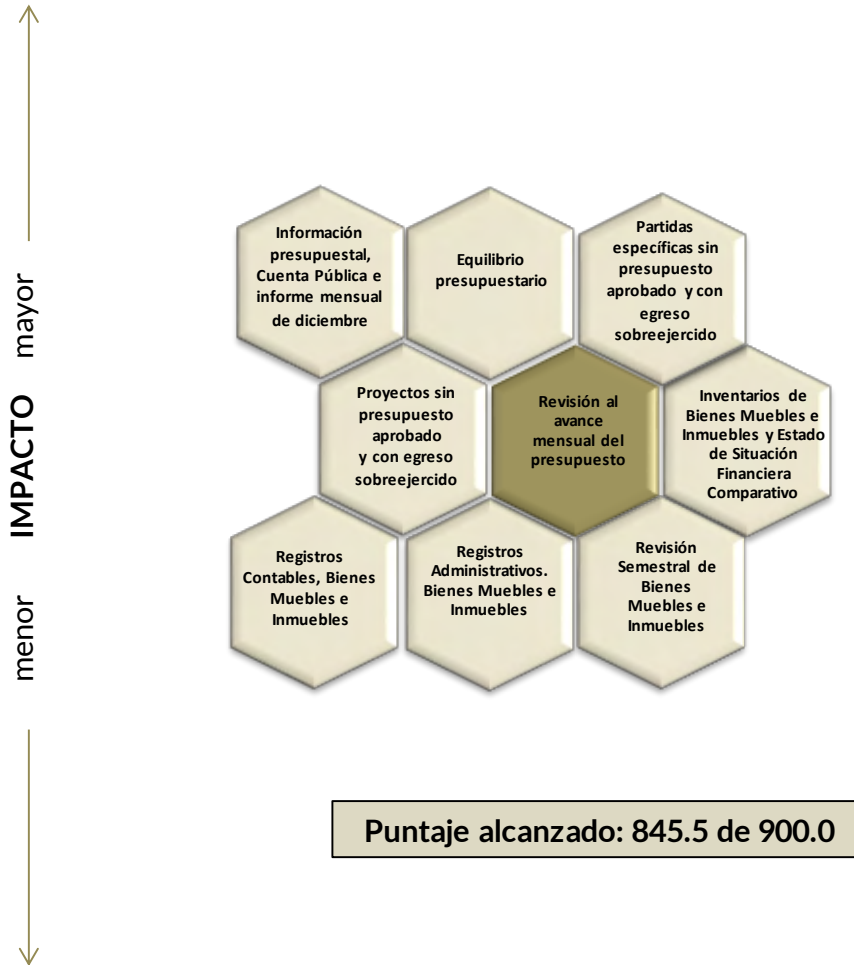 Información
presupuestal,
Cuenta Pública e
informe mensual
de diciembre
Equilibrio
presupuestario
Partidas
específicas sin
presupuesto
aprobado y con
egreso
sobreejercido
Proyectos sin
presupuesto
aprobado
y con egreso
sobreejercido
Revisión al
avance
mensual del
presupuesto
Inventarios de
Bienes Muebles e
Inmuebles y Estado
de Situación
Financiera
Comparativo
Registros
Contables, Bienes
Muebles e
Inmuebles
Registros
Administrativos.
Bienes Muebles e
Inmuebles
Revisión
Semestral de
Bienes
Muebles e
Inmuebles
menor IMPACTO mayor
Puntaje alcanzado: 845.5 de 900.0